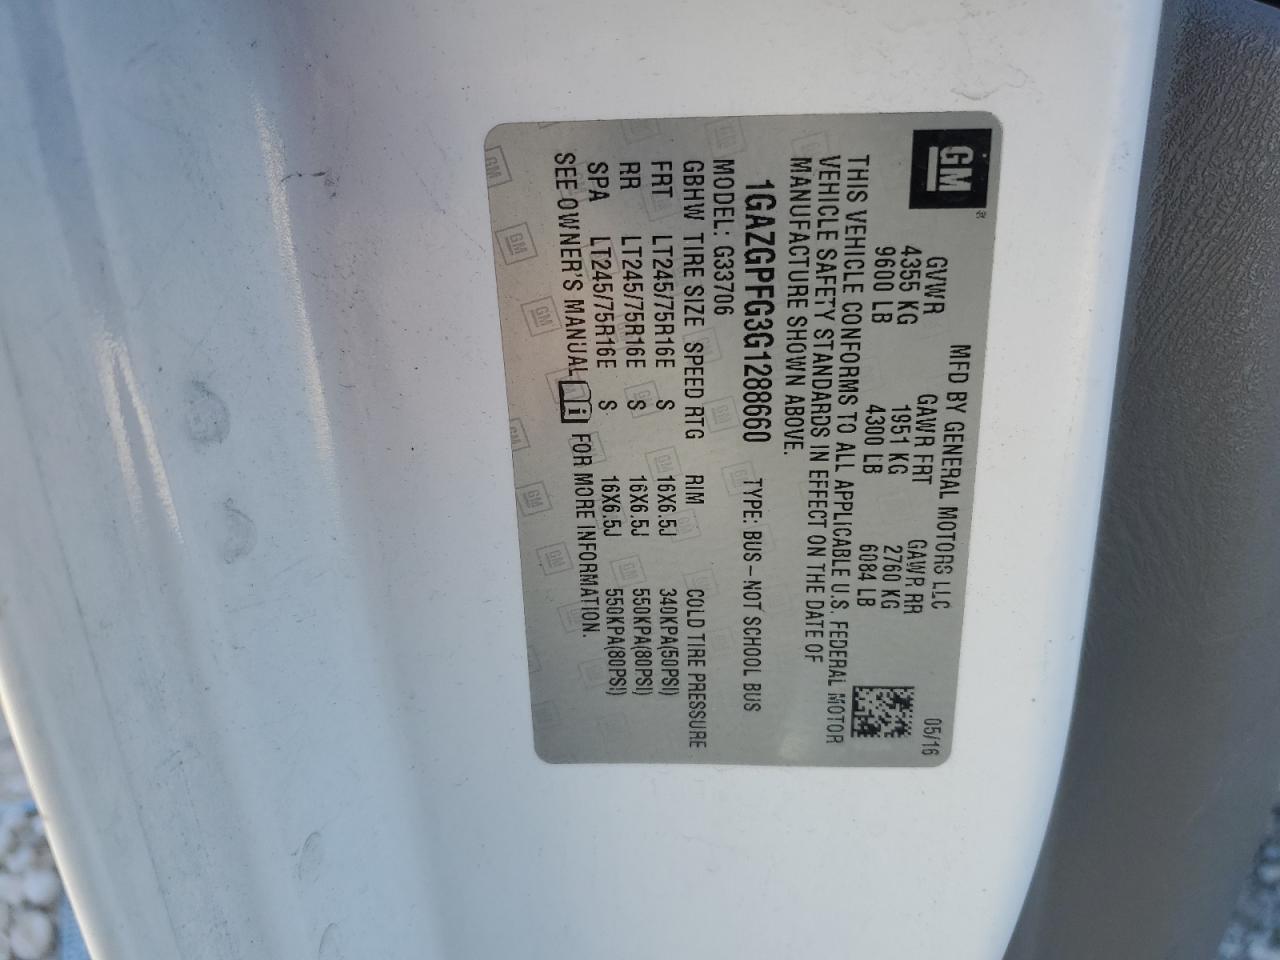 GM
MFD BY GENERAL MOTORS LLC 05/16
GVWR GAWR FRT GAWR RR
4355 KG 1951 KG 2760 KG
9600 LB 4300 LB 6084 LB
THIS VEHICLE CONFORMS TO ALL APPLICABLE U.S. FEDERAL MOTOR
VEHICLE SAFETY STANDARDS IN EFFECT ON THE DATE OF
MANUFACTURE SHOWN ABOVE.
1GAZGPFG3G1288660 TYPE: BUS – NOT SCHOOL BUS
MODEL: G33706
GBHW TIRE SIZE SPEED RTG RIM COLD TIRE PRESSURE
FRT LT245/75R16E S 16X6.5J 340KPA(50PSI)
RR LT245/75R16E S 16X6.5J 550KPA(80PSI)
SPA LT245/75R16E S 16X6.5J 550KPA(80PSI)
SEE OWNER'S MANUAL i FOR MORE INFORMATION.